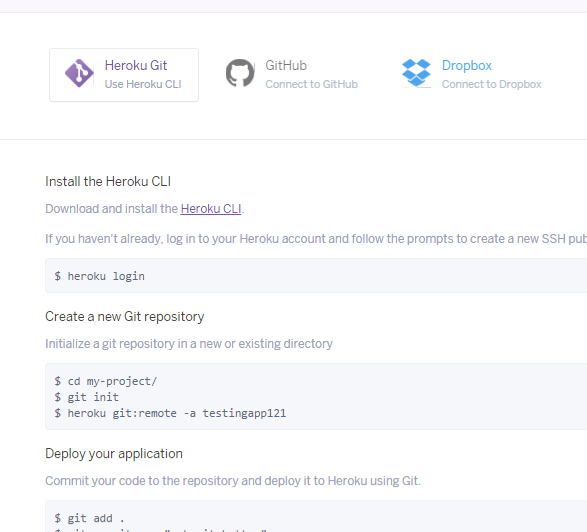 Heroku Git
Use Heroku CLI
GitHub
Connect to GitHub
Dropbox
Connect to Dropbox
Install the Heroku CLI
Download and install the Heroku CLI.
If you haven't already, log in to your Heroku account and follow the prompts to create a new SSH pub
$ heroku login
Create a new Git repository
Initialize a git repository in a new or existing directory
$ cd my-project/
$ git init
$ heroku git:remote -a testingapp121
Deploy your application
Commit your code to the repository and deploy it to Heroku using Git.
$ git add .